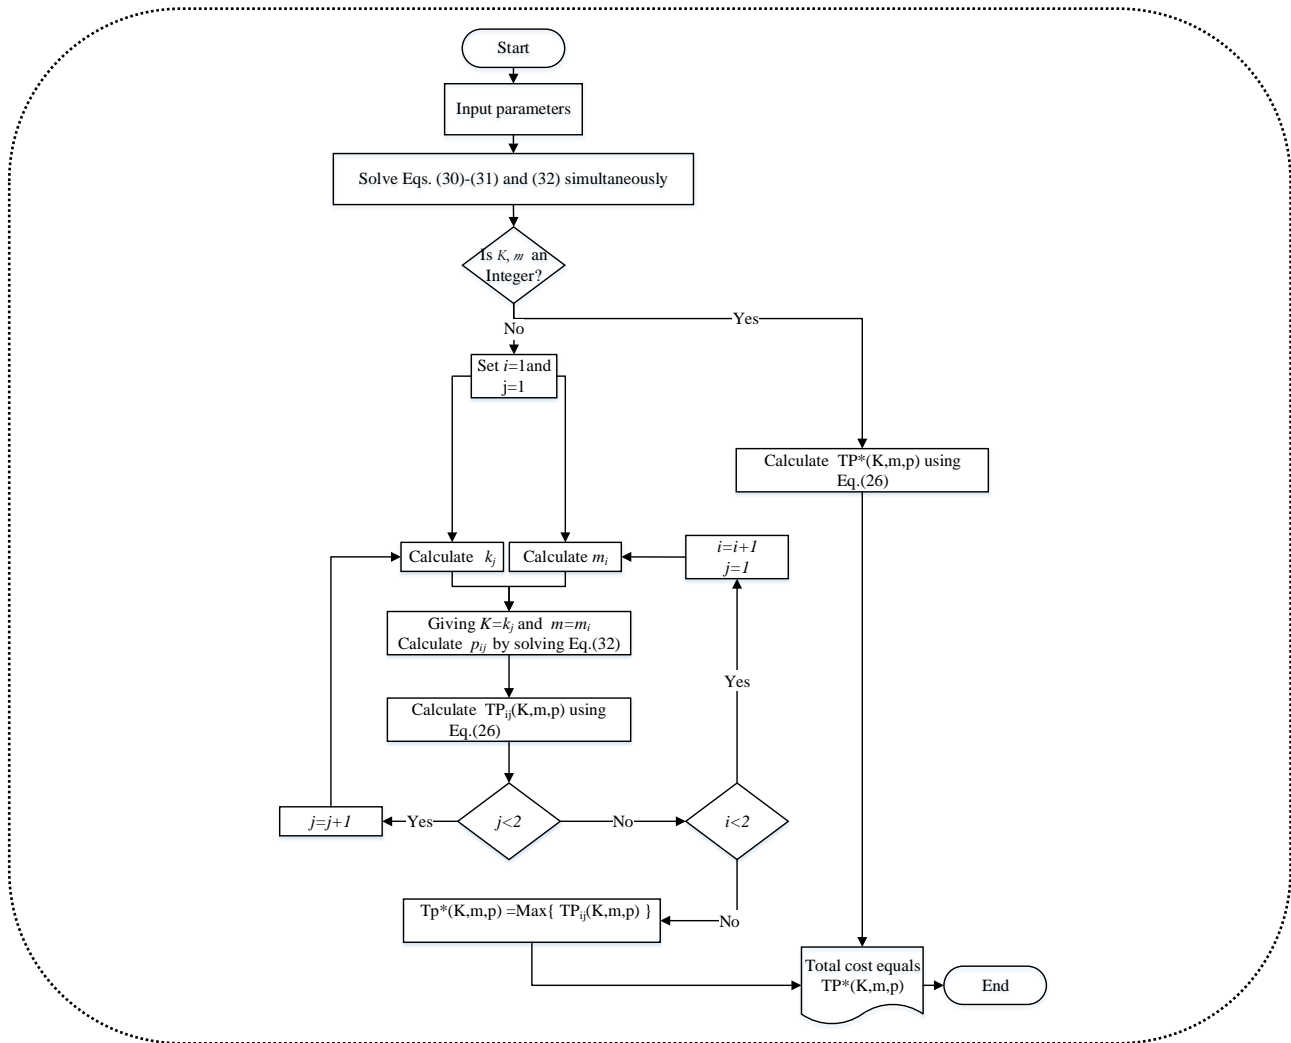 Start
Input parameters
Solve Eqs. (30)-(31) and (32) simultaneously
Is K, m an
Integer?
Yes
No
Set i=1and
j=1
Calculate TP*(K,m,p) using
Eq.(26)
Calculate kj
Calculate mi
i=i+1
j=1
Giving K=kj and m=mi
Calculate pij by solving Eq.(32)
Yes
Calculate TPij(K,m,p) using
Eq.(26)
j=j+1
Yes
j<2
No
i<2
Tp*(K,m,p) =Max{ TPij(K,m,p) }
No
Total cost equals
TP*(K,m,p)
End